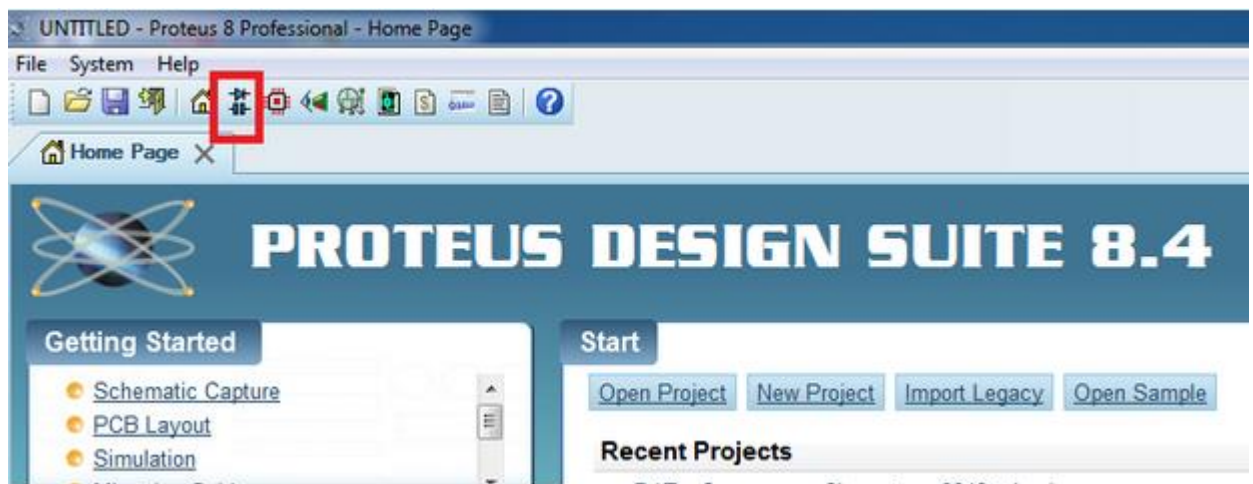 UNTITLED - Proteus 8 Professional - Home Page
File System Help
Home Page
PROTEUS DESIGN SUITE 8.4
Getting Started
Start
Schematic Capture
PCB Layout
Simulation
Open Project New Project Import Legacy Open Sample
Recent Projects